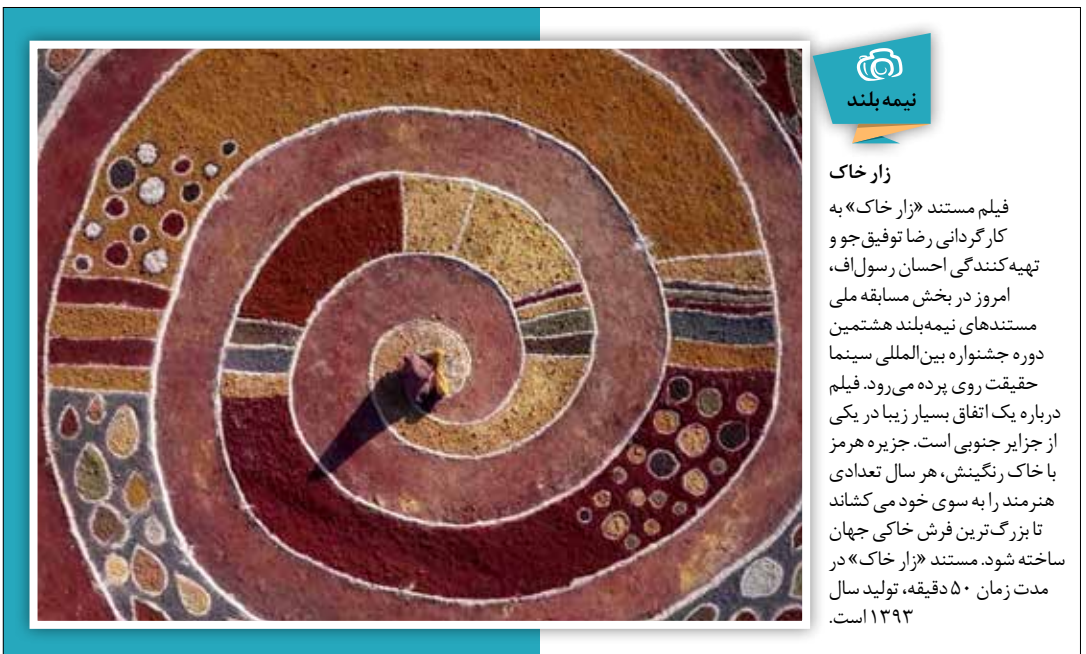 نیمه‌بلند
زار خاک
فیلم مستند «زار خاک» به
کارگردانی رضا توفیق‌جو و
تهیه‌کنندگی احسان رسول‌اف،
امروز در بخش مسابقه ملی
مستندهای نیمه‌بلند هشتمین
دوره جشنواره بین‌المللی سینما
حقیقت روی پرده می‌رود. فیلم
درباره یک اتفاق بسیار زیبا در یکی
از جزایر جنوبی است. جزیره هرمز
با خاک رنگینش، هر سال تعدادی
هنرمند را به سوی خود می‌کشاند
تا بزرگ‌ترین فرش خاکی جهان
ساخته شود. مستند «زار خاک» در
مدت زمان ۵۰ دقیقه، تولید سال
۱۳۹۳ است.